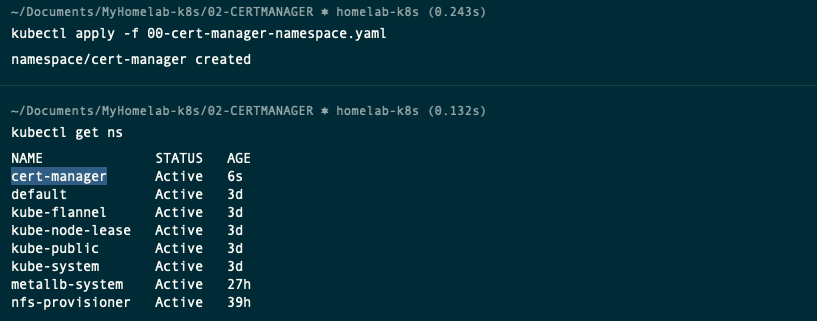 ~/Documents/MyHomelab-k8s/02-CERTMANAGER ⎈ homelab-k8s (0.243s)
kubectl apply -f 00-cert-manager-namespace.yaml
namespace/cert-manager created
~/Documents/MyHomelab-k8s/02-CERTMANAGER ⎈ homelab-k8s (0.132s)
kubectl get ns
NAME STATUS AGE
cert-manager Active 6s
default Active 3d
kube-flannel Active 3d
kube-node-lease Active 3d
kube-public Active 3d
kube-system Active 3d
metallb-system Active 27h
nfs-provisioner Active 39h